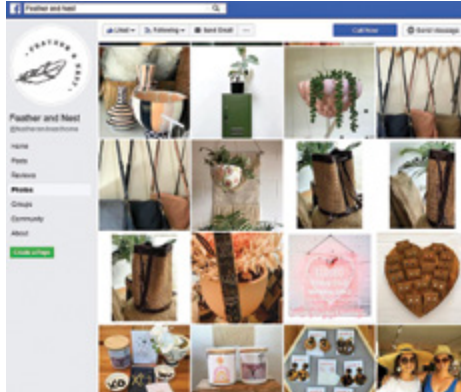 Feather and Nest
Liked
Following
Send Email
Call Now
Send message
FEATHER & NEST
Feather and Nest
Home
Posts
Reviews
Photos
Groups
Community
About
Create a Page
XO